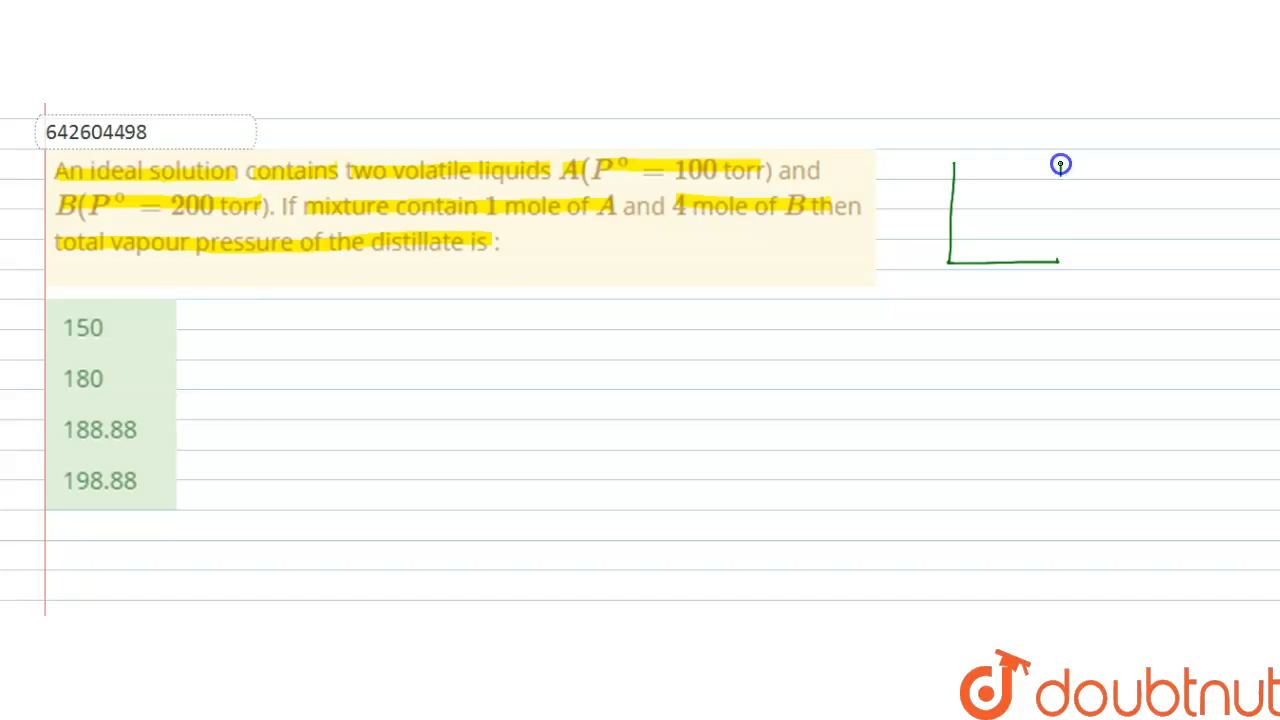 642604498
An ideal solution contains two volatile liquids A(P° = 100 torr) and
B(P° = 200 torr). If mixture contain 1 mole of A and 4 mole of B then
total vapour pressure of the distillate is :
150
180
188.88
198.88
doubtnut